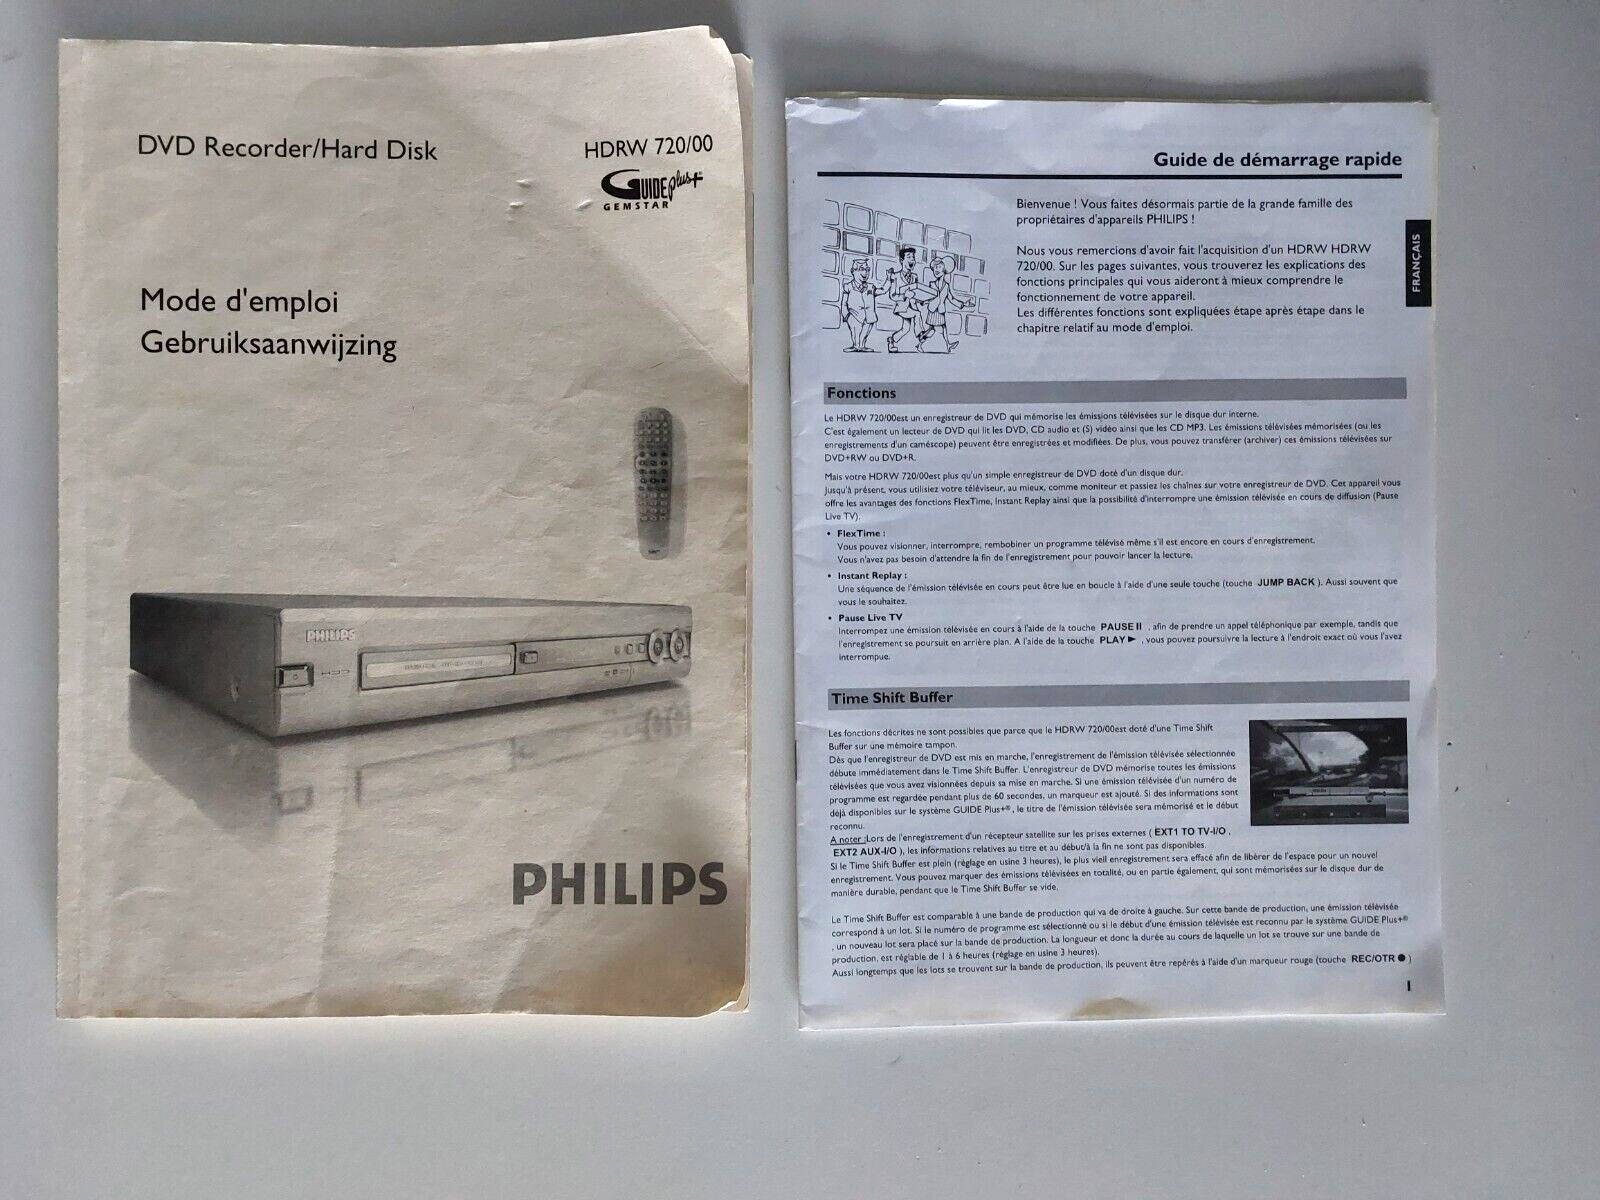 DVD Recorder/Hard Disk
HDRW 720/00
GUIDE Plus+®
GEMSTAR
Mode d'emploi
Gebruiksaanwijzing
PHILIPS
HDD
PHILIPS
Guide de démarrage rapide
Bienvenue ! Vous faites désormais partie de la grande famille des
propriétaires d'appareils PHILIPS !
Nous vous remercions d'avoir fait l'acquisition d'un HDRW HDRW
720/00. Sur les pages suivantes, vous trouverez les explications des
fonctions principales qui vous aideront à mieux comprendre le
fonctionnement de votre appareil.
Les différentes fonctions sont expliquées étape après étape dans le
chapitre relatif au mode d'emploi.
FRANÇAIS
Fonctions
Le HDRW 720/00est un enregistreur de DVD qui mémorise les émissions télévisées sur le disque dur interne.
C'est également un lecteur de DVD qui lit les DVD, CD audio et (S) vidéo ainsi que les CD MP3. Les émissions télévisées mémorisées (ou les
enregistrements d'un caméscope) peuvent être enregistrées et modifiées. De plus, vous pouvez transférer (archiver) ces émissions télévisées sur
DVD+RW ou DVD+R.
Mais votre HDRW 720/00est plus qu'un simple enregistreur de DVD doté d'un disque dur.
Jusqu'à présent, vous utilisiez votre téléviseur, au mieux, comme moniteur et passiez les chaînes sur votre enregistreur de DVD. Cet appareil vous
offre les avantages des fonctions FlexTime, Instant Replay ainsi que la possibilité d'interrompre une émission télévisée en cours de diffusion (Pause
Live TV).
• FlexTime :
Vous pouvez visionner, interrompre, rembobiner un programme télévisé même s'il est encore en cours d'enregistrement.
Vous n'avez pas besoin d'attendre la fin de l'enregistrement pour pouvoir lancer la lecture.
• Instant Replay :
Une séquence de l'émission télévisée en cours peut être lue en boucle à l'aide d'une seule touche (touche JUMP BACK ). Aussi souvent que
vous le souhaitez.
• Pause Live TV
Interrompez une émission télévisée en cours à l'aide de la touche PAUSE II , afin de prendre un appel téléphonique par exemple, tandis que
l'enregistrement se poursuit en arrière plan. A l'aide de la touche PLAY ► , vous pouvez poursuivre la lecture à l'endroit exact où vous l'avez
interrompue.
Time Shift Buffer
Les fonctions décrites ne sont possibles que parce que le HDRW 720/00est doté d'une Time Shift
Buffer sur une mémoire tampon.
Dès que l'enregistreur de DVD est mis en marche, l'enregistrement de l'émission télévisée sélectionnée
débute immédiatement dans le Time Shift Buffer. L'enregistreur de DVD mémorise toutes les émissions
télévisées que vous avez visionnées depuis sa mise en marche. Si une émission télévisée d'un numéro de
programme est regardée pendant plus de 60 secondes, un marqueur est ajouté. Si des informations sont
déjà disponibles sur le système GUIDE Plus+® , le titre de l'émission télévisée sera mémorisé et le début
reconnu.
A noter :Lors de l'enregistrement d'un récepteur satellite sur les prises externes ( EXT1 TO TV-I/O ,
EXT2 AUX-I/O ), les informations relatives au titre et au début/à la fin ne sont pas disponibles.
Si le Time Shift Buffer est plein (réglage en usine 3 heures), le plus vieil enregistrement sera effacé afin de libérer de l'espace pour un nouvel
enregistrement. Vous pouvez marquer des émissions télévisées en totalité, ou en partie également, qui sont mémorisées sur le disque dur de
manière durable, pendant que le Time Shift Buffer se vide.
Le Time Shift Buffer est comparable à une bande de production qui va de droite à gauche. Sur cette bande de production, une émission télévisée
correspond à un lot. Si le numéro de programme est sélectionné ou si le début d'une émission télévisée est reconnu par le système GUIDE Plus+®
, un nouveau lot sera placé sur la bande de production. La longueur et donc la durée au cours de laquelle un lot se trouve sur une bande de
production, est réglable de 1 à 6 heures (réglage en usine 3 heures).
Aussi longtemps que les lots se trouvent sur la bande de production, ils peuvent être repérés à l'aide d'un marqueur rouge (touche REC/OTR ● )
1